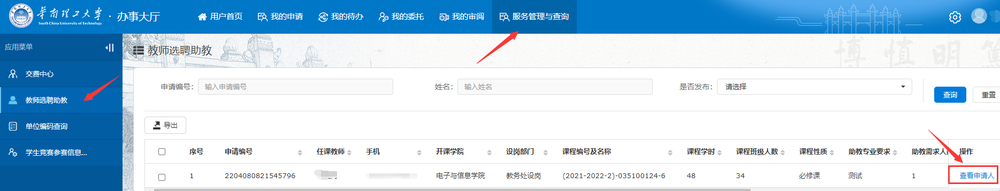 华南理工大学 · 办事大厅
South China University of Technology
用户首页 我的申请 我的待办 我的委托 我的审阅 服务管理与查询
应用菜单
交费中心
教师选聘助教
单位编码查询
学生竞赛参赛信息...
教师选聘助教
博慎明
申请编号： 输入申请编号 姓名： 输入姓名 是否发布： 请选择 查询 重置
导出
序号 申请编号 任课教师 手机 开课学院 设岗部门 课程编号及名称 课程学时 课程班级人数 课程性质 助教专业要求 助教需求人 操作
1 2204080821545796 电子与信息学院 教务处设岗 (2021-2022-2)-035100124-6 48 34 必修课 测试 1 查看申请人